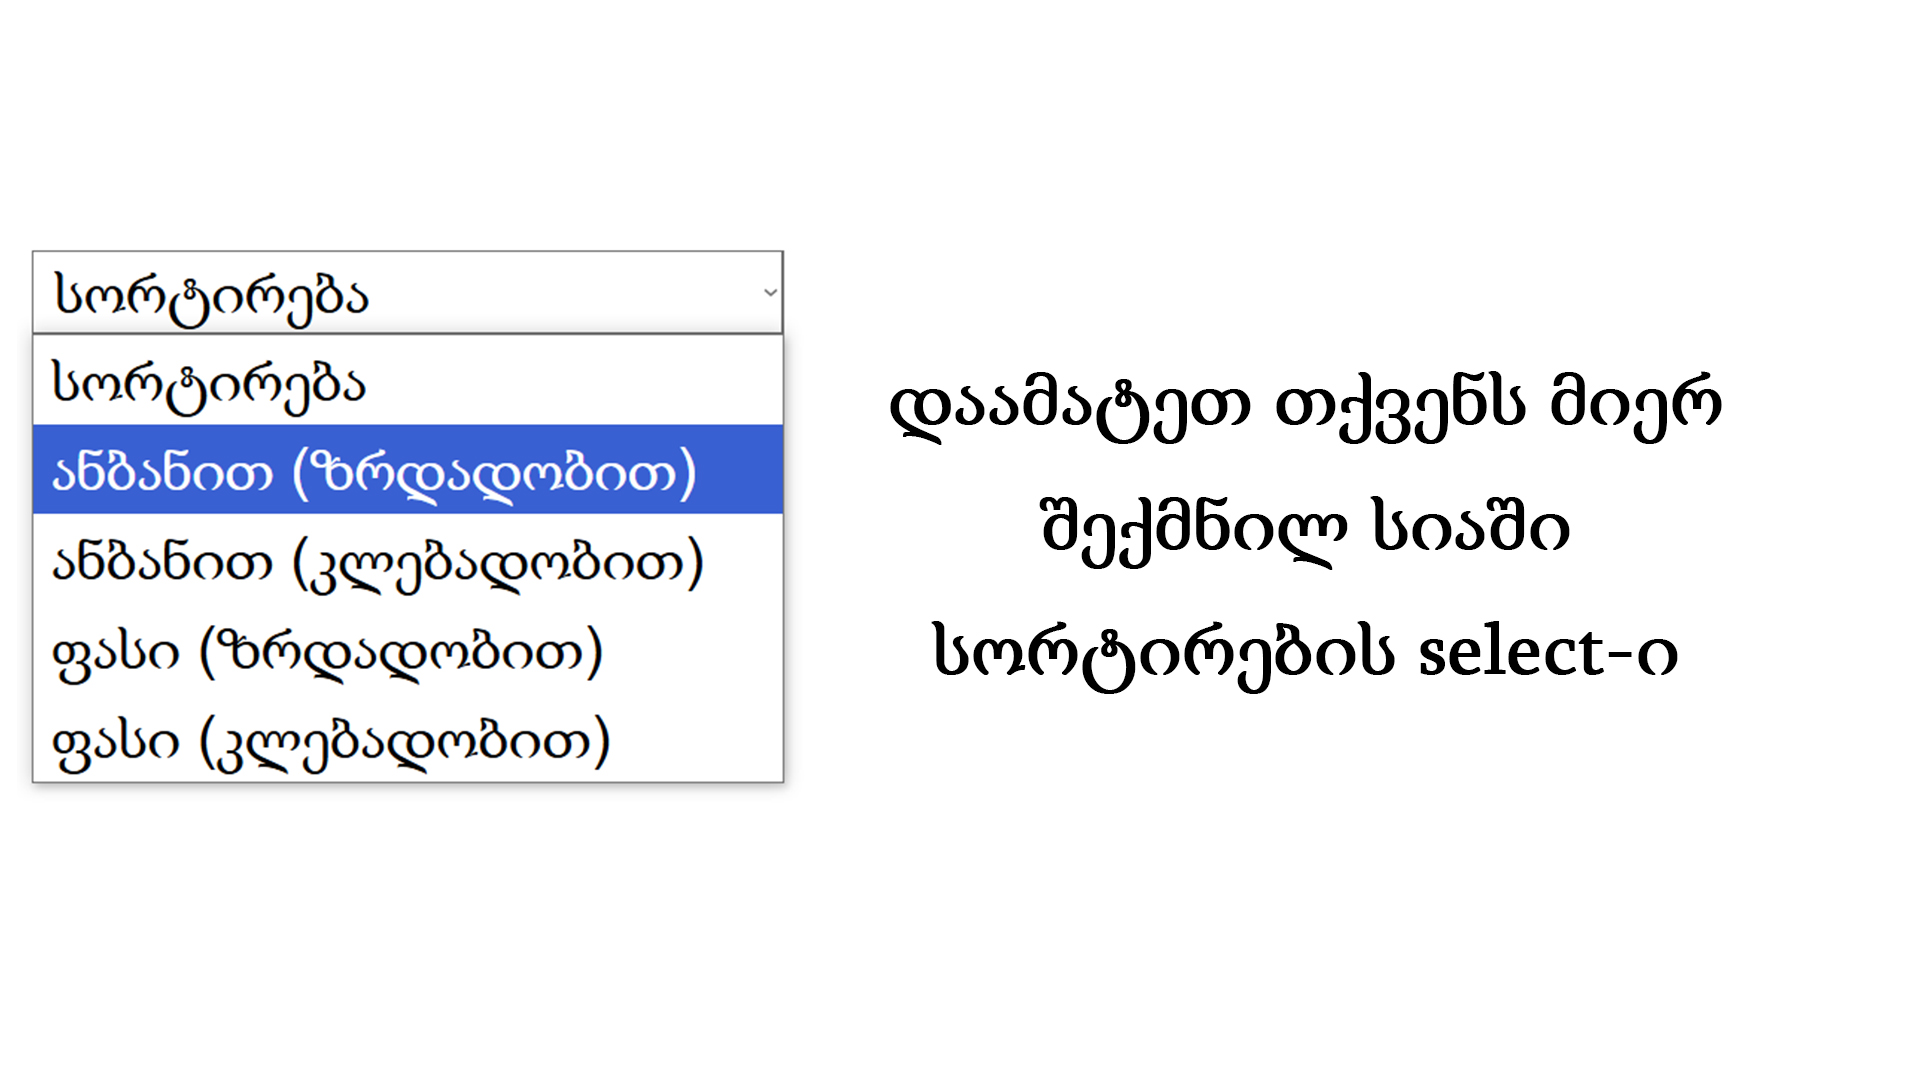 სორტირება
სორტირება
ანბანით (ზრდადობით)
ანბანით (კლებადობით)
ფასი (ზრდადობით)
ფასი (კლებადობით)
დაამატეთ თქვენს მიერ
შექმნილ სიაში
სორტირების select-ი